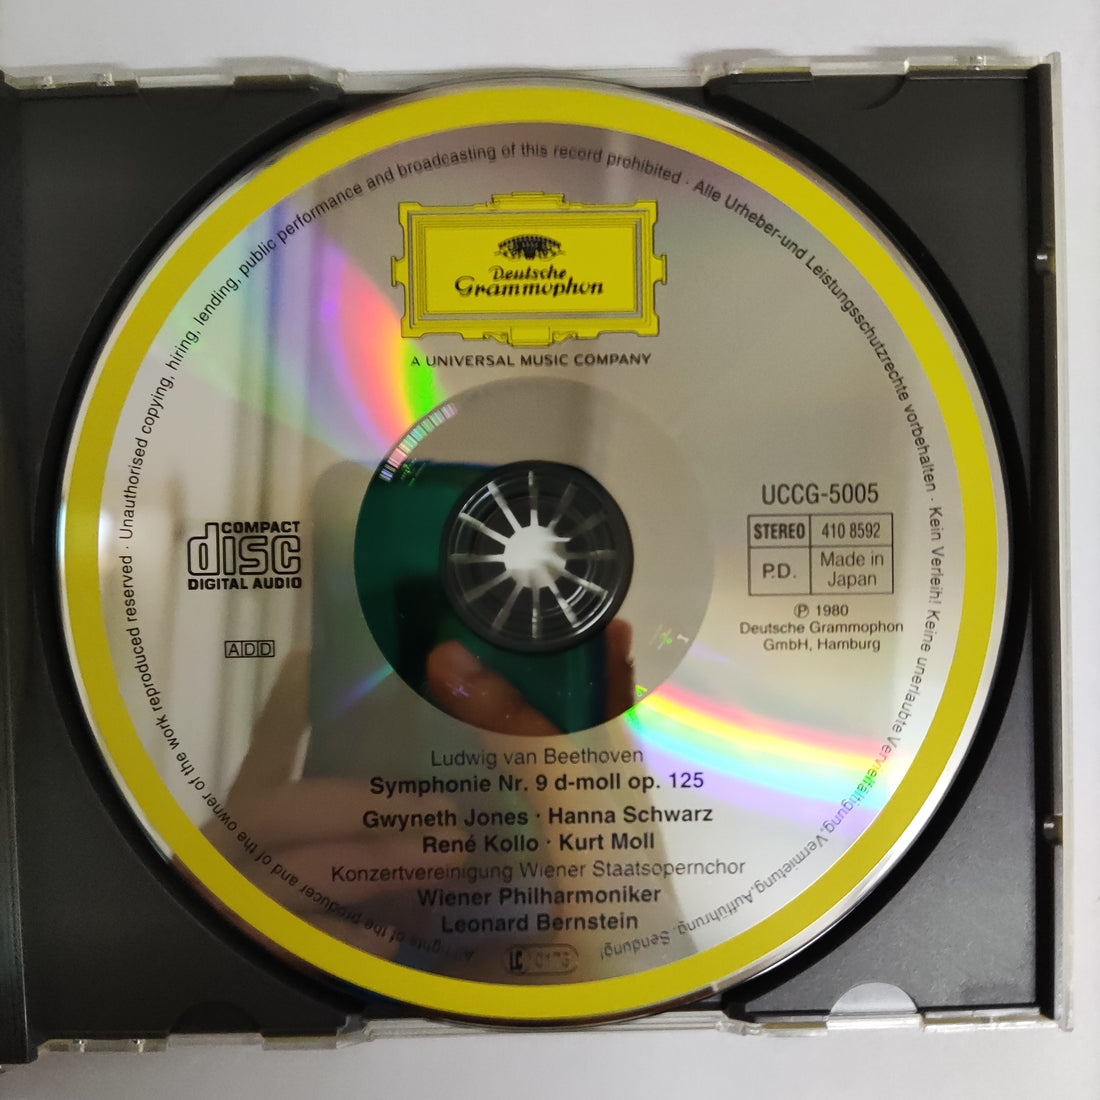 All rights of the producer and of the owner of the work reproduced reserved · Unauthorised copying, hiring, lending, public performance and broadcasting of this record prohibited · Alle Urheber-und Leistungsschutzrechte vorbehalten · Kein Verleih! Keine unerlaubte Vervielfältigung, Vermietung, Aufführung, Sendung!
Deutsche
Grammophon
A UNIVERSAL MUSIC COMPANY
COMPACT
disc
DIGITAL AUDIO
ADD
UCCG-5005
STEREO 410 8592
P.D. Made in
Japan
℗ 1980
Deutsche Grammophon
GmbH, Hamburg
Ludwig van Beethoven
Symphonie Nr. 9 d-moll op. 125
Gwyneth Jones · Hanna Schwarz
René Kollo · Kurt Moll
Konzertvereinigung Wiener Staatsopernchor
Wiener Philharmoniker
Leonard Bernstein
LC 0173